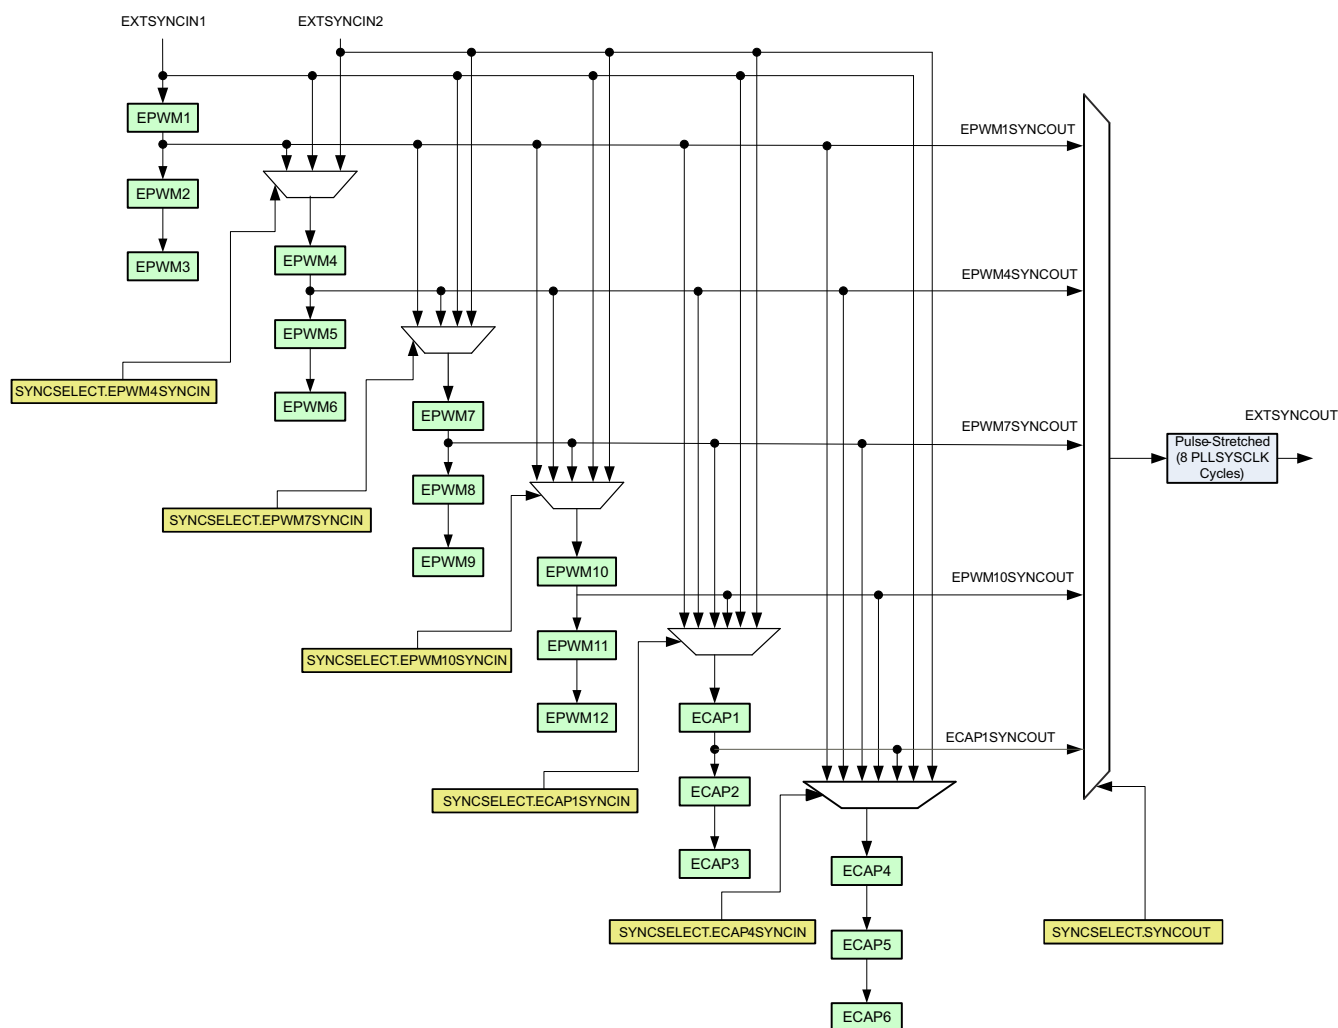 EXTSYNCIN1
EXTSYNCIN2
EPWM1
EPWM1SYNCOUT
EPWM2
EPWM3
EPWM4
EPWM4SYNCOUT
EPWM5
SYNCSELECT.EPWM4SYNCIN
EPWM6
EPWM7
EPWM7SYNCOUT
EXTSYNCOUT
Pulse-Stretched
(8 PLLSYSCLK
Cycles)
EPWM8
SYNCSELECT.EPWM7SYNCIN
EPWM9
EPWM10
EPWM10SYNCOUT
EPWM11
SYNCSELECT.EPWM10SYNCIN
EPWM12
ECAP1
ECAP1SYNCOUT
ECAP2
SYNCSELECT.ECAP1SYNCIN
ECAP3
ECAP4
SYNCSELECT.ECAP4SYNCIN
SYNCSELECT.SYNCOUT
ECAP5
ECAP6